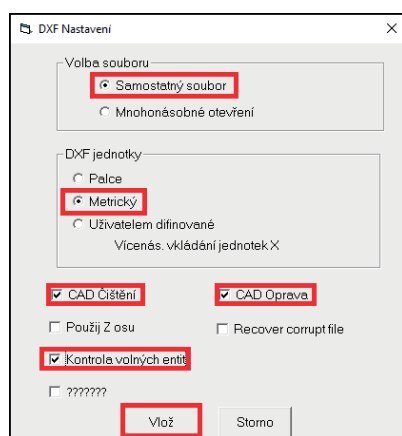 DXF Nastavení
Volba souboru
Samostatný soubor
Mnohonásobné otevření
DXF jednotky
Palce
Metrický
Uživatelem difinované
Vícenás. vkládání jednotek X
CAD Čištění
CAD Oprava
Použij Z osu
Recover corrupt file
Kontrola volných entit
???????
Vlož
Storno